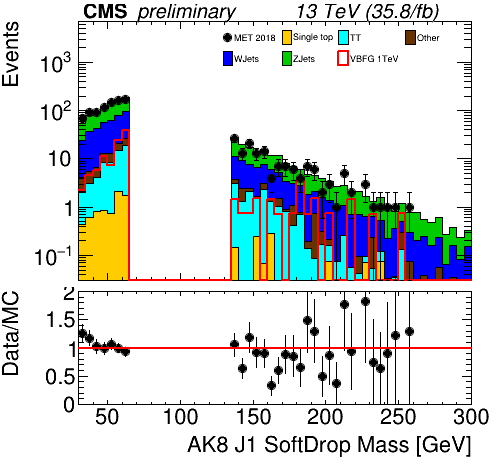 CMS preliminary 13 TeV (35.8/fb)
MET 2018 Single top TT Other
WJets ZJets VBFG 1TeV
Events
10³
10²
10
1
10⁻¹
Data/MC
2
1.5
1
0.5
0
50 100 150 200 250 300
AK8 J1 SoftDrop Mass [GeV]